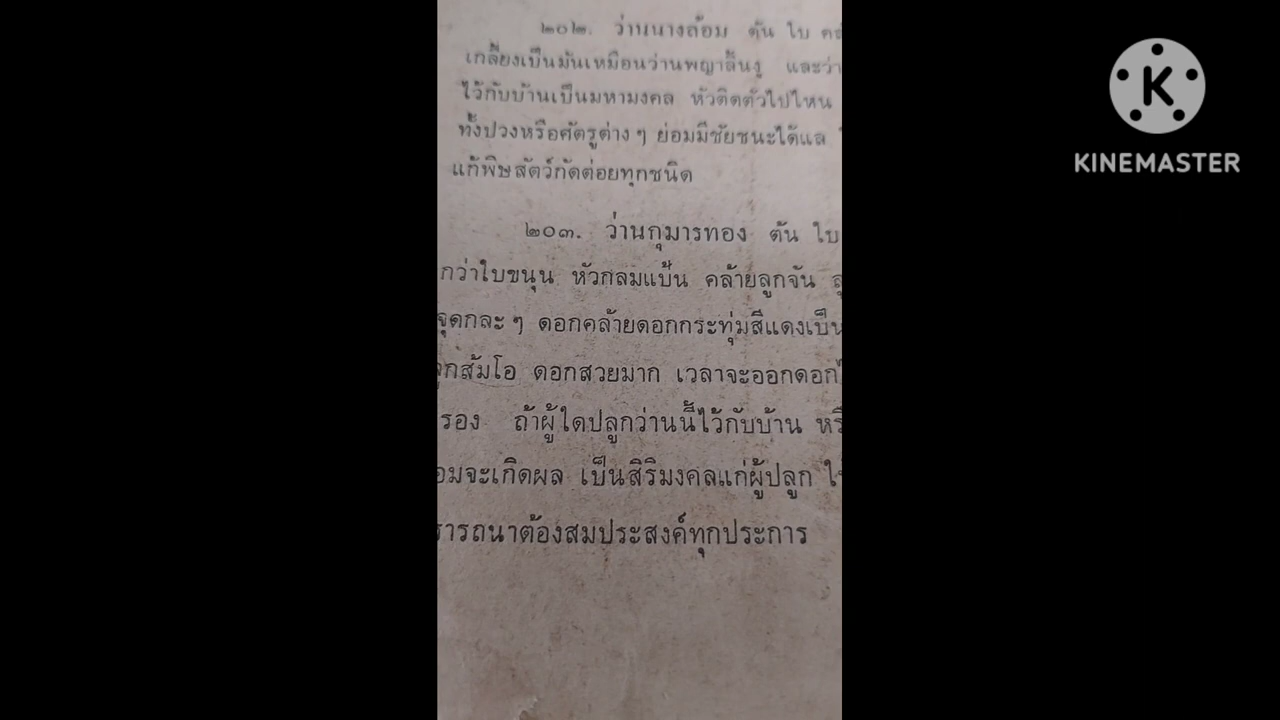 ๒๐๒. ว่านนางล้อม ต้น ใบ
เกลี้ยงเป็นมันเหมือนว่านพญาลิ้นงู และว่า
ไว้กับบ้านเป็นมหามงคล หัวติดตัวไปไหน
ทั้งปวงหรือศัตรูต่าง ๆ ย่อมมีชัยชนะได้แล
แก้พิษสัตว์กัดต่อยทุกชนิด
๒๐๓. ว่านกุมารทอง ต้น ใบ
กว่าใบขนุน หัวกลมแป้น คล้ายลูกจัน
จุดกละ ๆ ดอกคล้ายดอกกระทุ่มสีแดงเป็น
ลูกส้มโอ ดอกสวยมาก เวลาจะออกดอก
รอง ถ้าผู้ใดปลูกว่านนี้ไว้กับบ้าน
อมจะเกิดผล เป็นสิริมงคลแก่ผู้ปลูก
รารถนาต้องสมประสงค์ทุกประการ
KINEMASTER